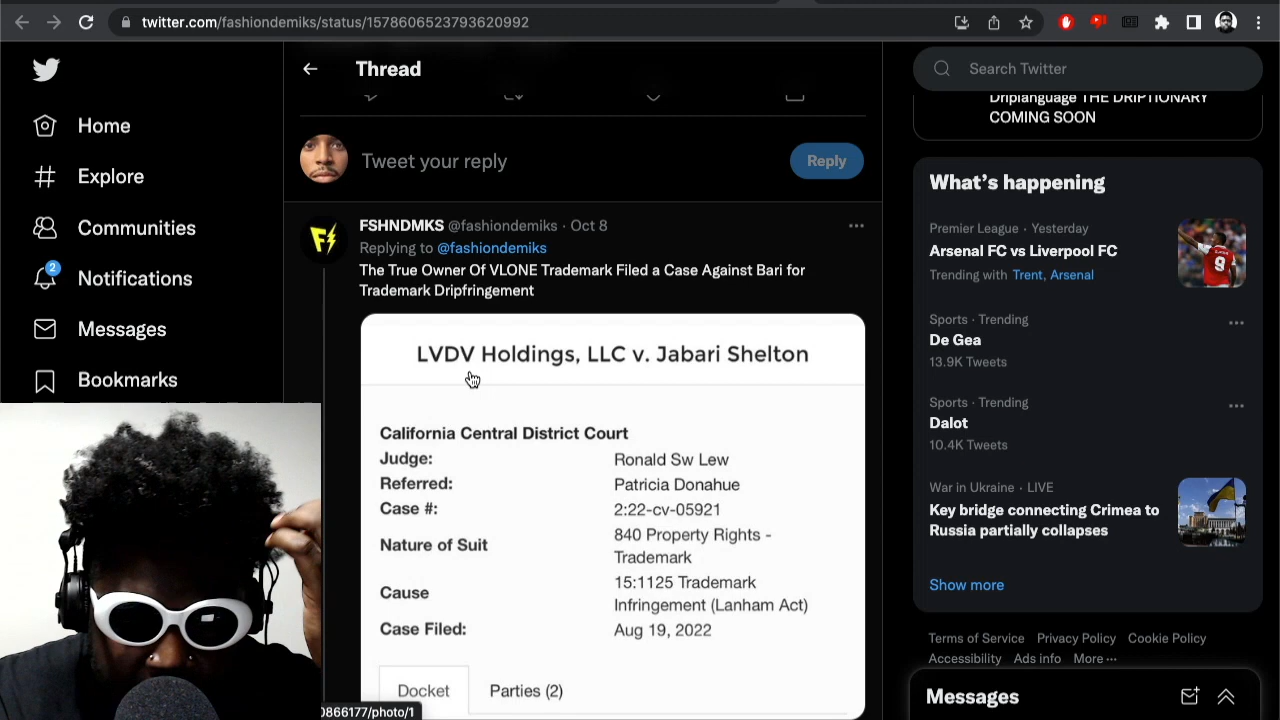 twitter.com/fashiondemiks/status/1578606523793620992
Thread
Search Twitter
Driplanguage THE DRIPTIONARY
COMING SOON
Home
Explore
Communities
2
Notifications
Messages
Bookmarks
Tweet your reply
Reply
FSHNDMKS @fashiondemiks · Oct 8
Replying to @fashiondemiks
The True Owner Of VLONE Trademark Filed a Case Against Bari for
Trademark Dripfringement
LVDV Holdings, LLC v. Jabari Shelton
California Central District Court
Judge: Ronald Sw Lew
Referred: Patricia Donahue
Case #: 2:22-cv-05921
Nature of Suit 840 Property Rights -
Trademark
Cause 15:1125 Trademark
Infringement (Lanham Act)
Case Filed: Aug 19, 2022
Docket Parties (2)
0866177/photo/1
What's happening
Premier League · Yesterday
Arsenal FC vs Liverpool FC
Trending with Trent, Arsenal
9
Sports · Trending
De Gea
13.9K Tweets
Sports · Trending
Dalot
10.4K Tweets
War in Ukraine · LIVE
Key bridge connecting Crimea to
Russia partially collapses
Show more
Terms of Service Privacy Policy Cookie Policy
Accessibility Ads info More ···
Messages